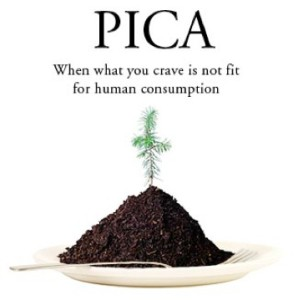 PICA
When what you crave is not fit
for human consumption